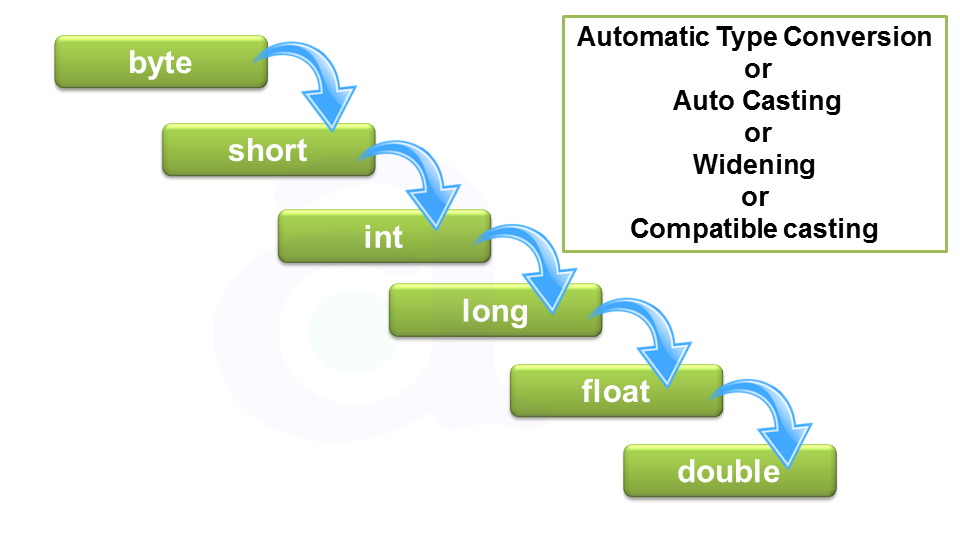 byte
short
int
long
float
double
Automatic Type Conversion
or
Auto Casting
or
Widening
or
Compatible casting